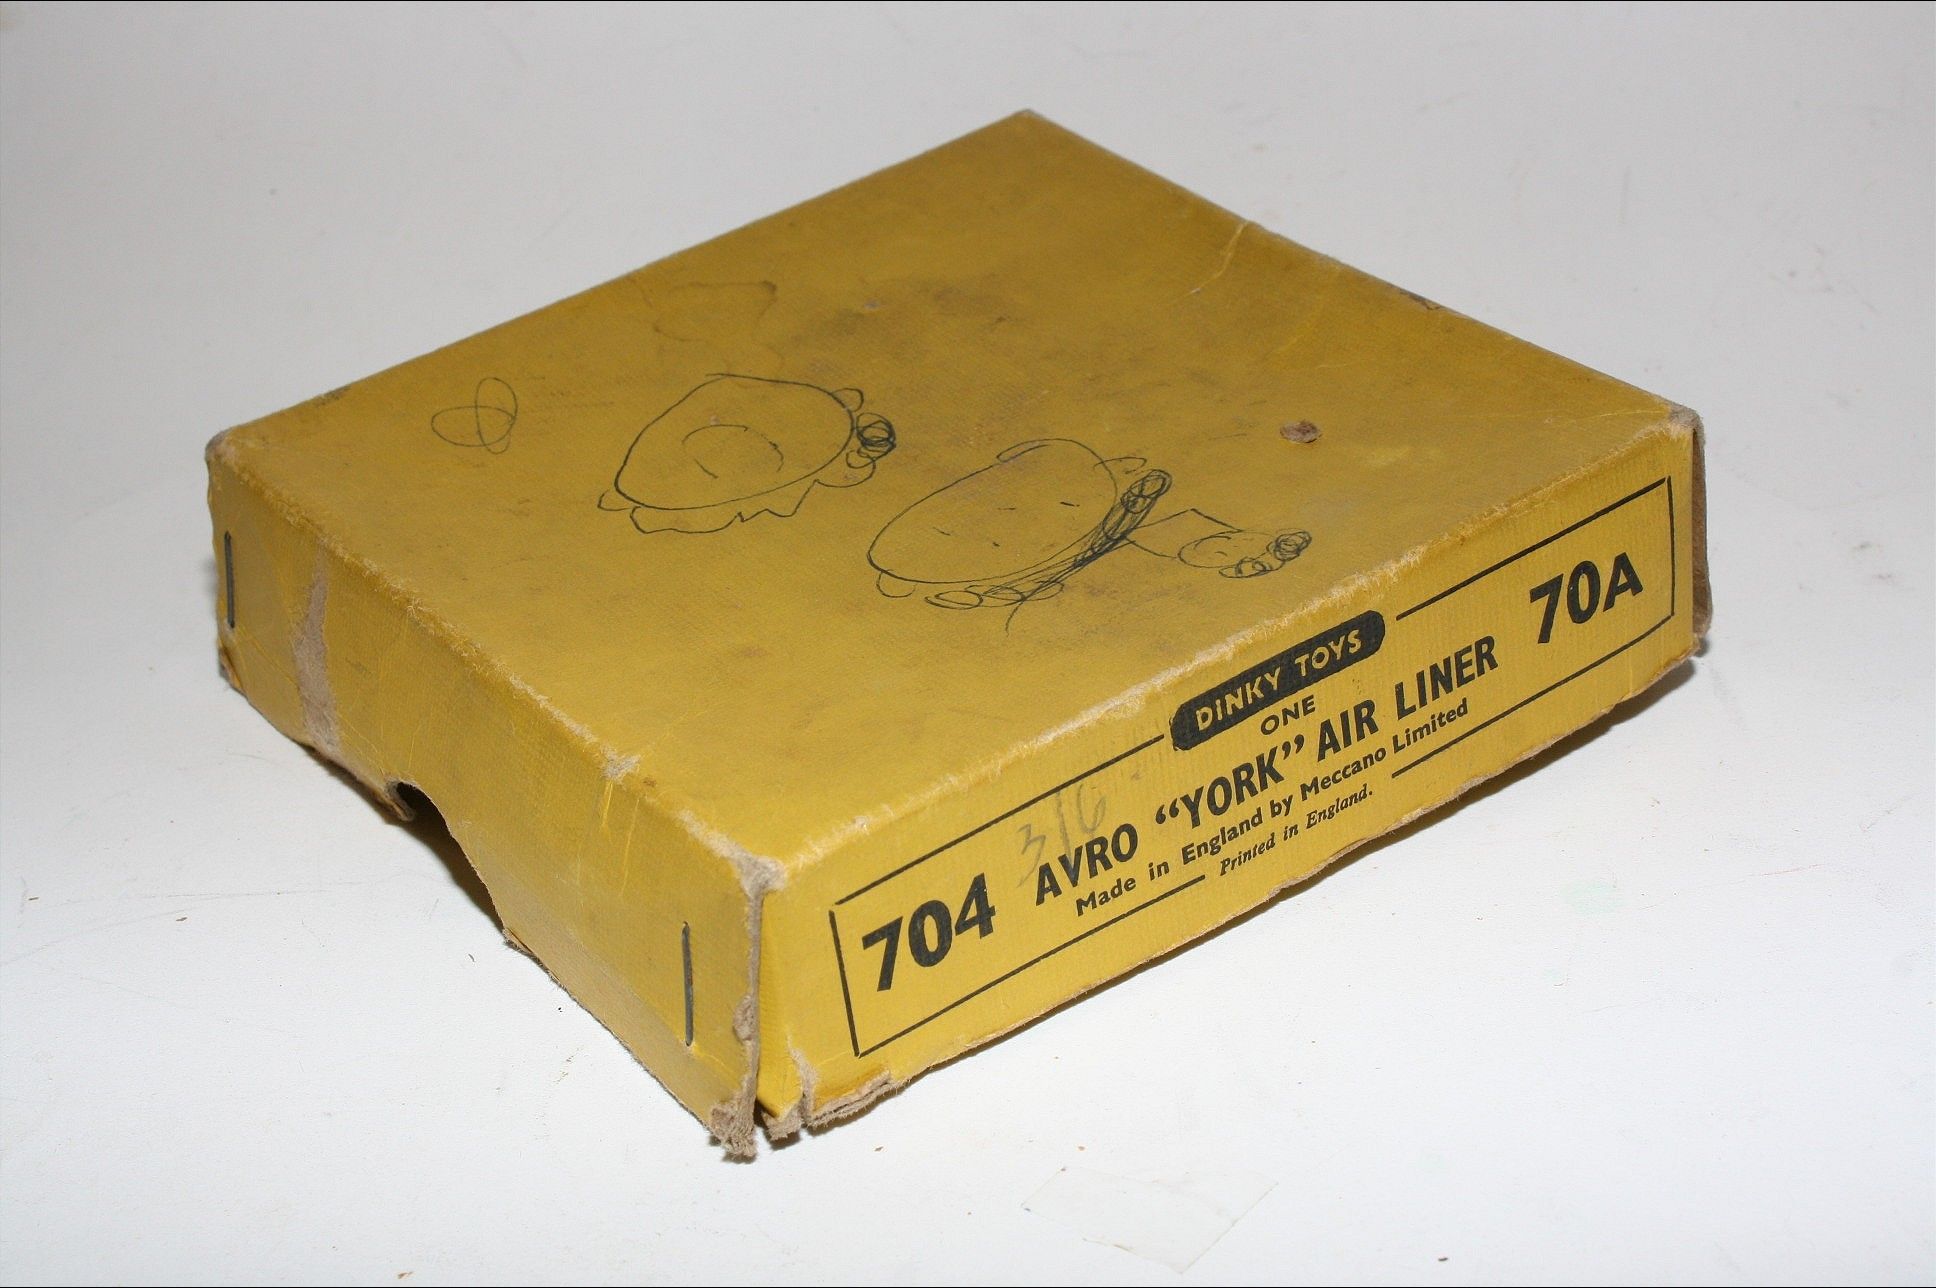 DINKY TOYS
ONE
3/6
704 AVRO “YORK” AIR LINER 70A
Made in England by Meccano Limited
Printed in England.